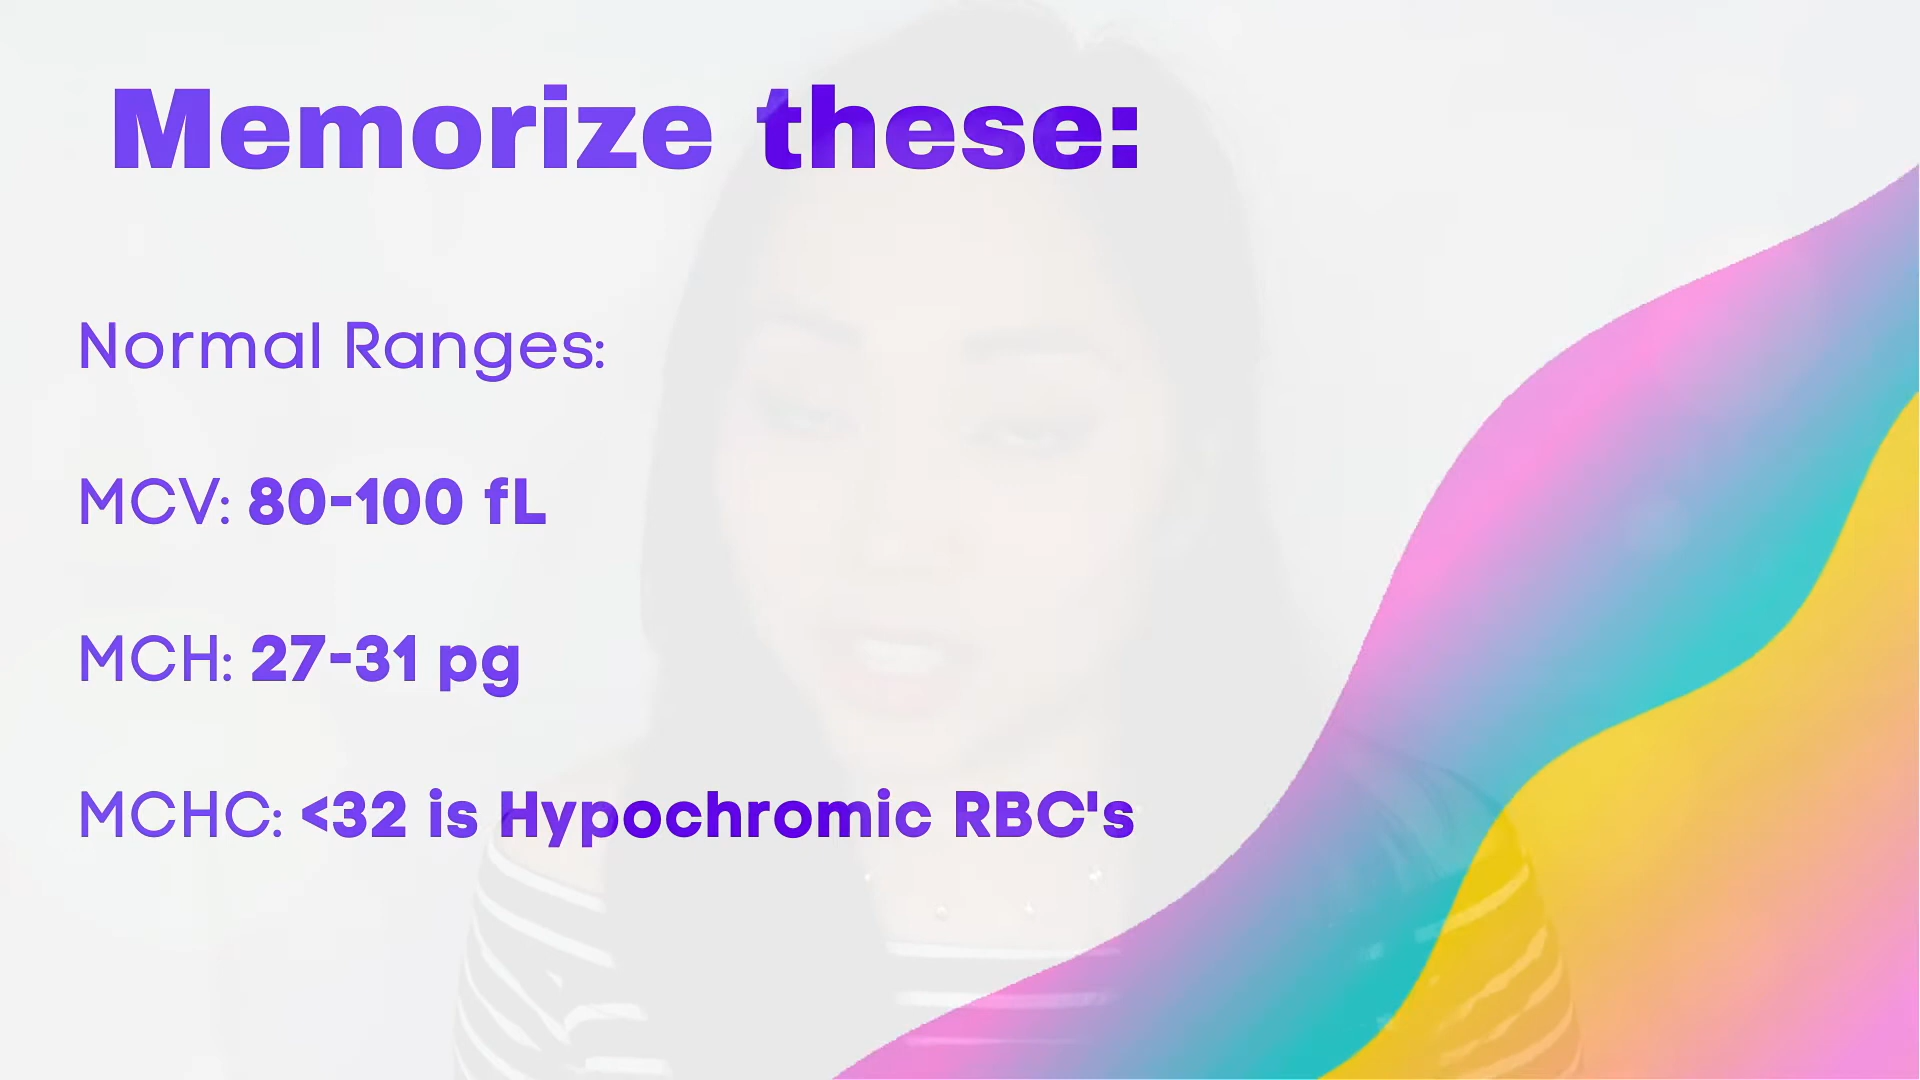 Memorize these:
Normal Ranges:
MCV: 80-100 fL
MCH: 27-31 pg
MCHC: <32 is Hypochromic RBC's